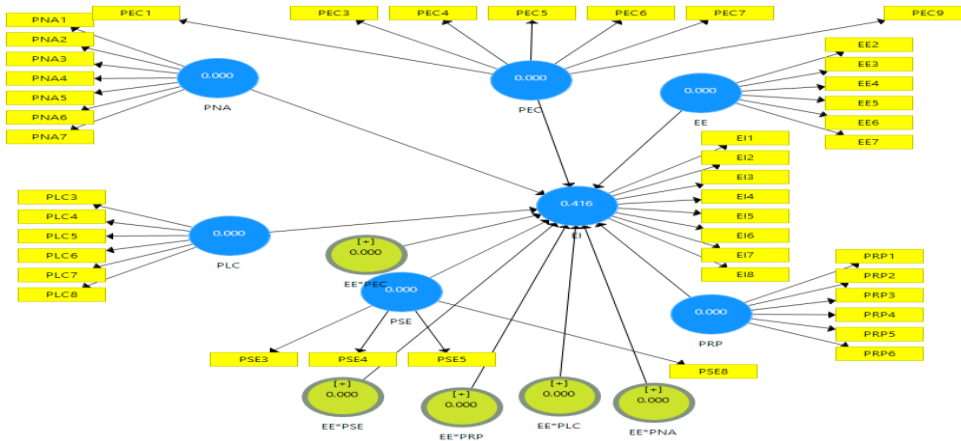 PEC1 PEC3 PEC4 PEC5 PEC6 PEC7 PEC9
PNA1
PNA2
PNA3
PNA4
PNA5
PNA6
PNA7
0.000
PNA
0.000
PEC
0.000
EE
EE2
EE3
EE4
EE5
EE6
EE7
EI1
EI2
EI3
EI4
EI5
EI6
EI7
EI8
0.416
EI
PLC3
PLC4
PLC5
PLC6
PLC7
PLC8
0.000
PLC
[+]
0.000
EE*PEC
0.000
PSE
PSE3 PSE4 PSE5 PSE8
0.000
PRP
PRP1
PRP2
PRP3
PRP4
PRP5
PRP6
[+]
0.000
EE*PSE
[+]
0.000
EE*PRP
[+]
0.000
EE*PLC
[+]
0.000
EE*PNA